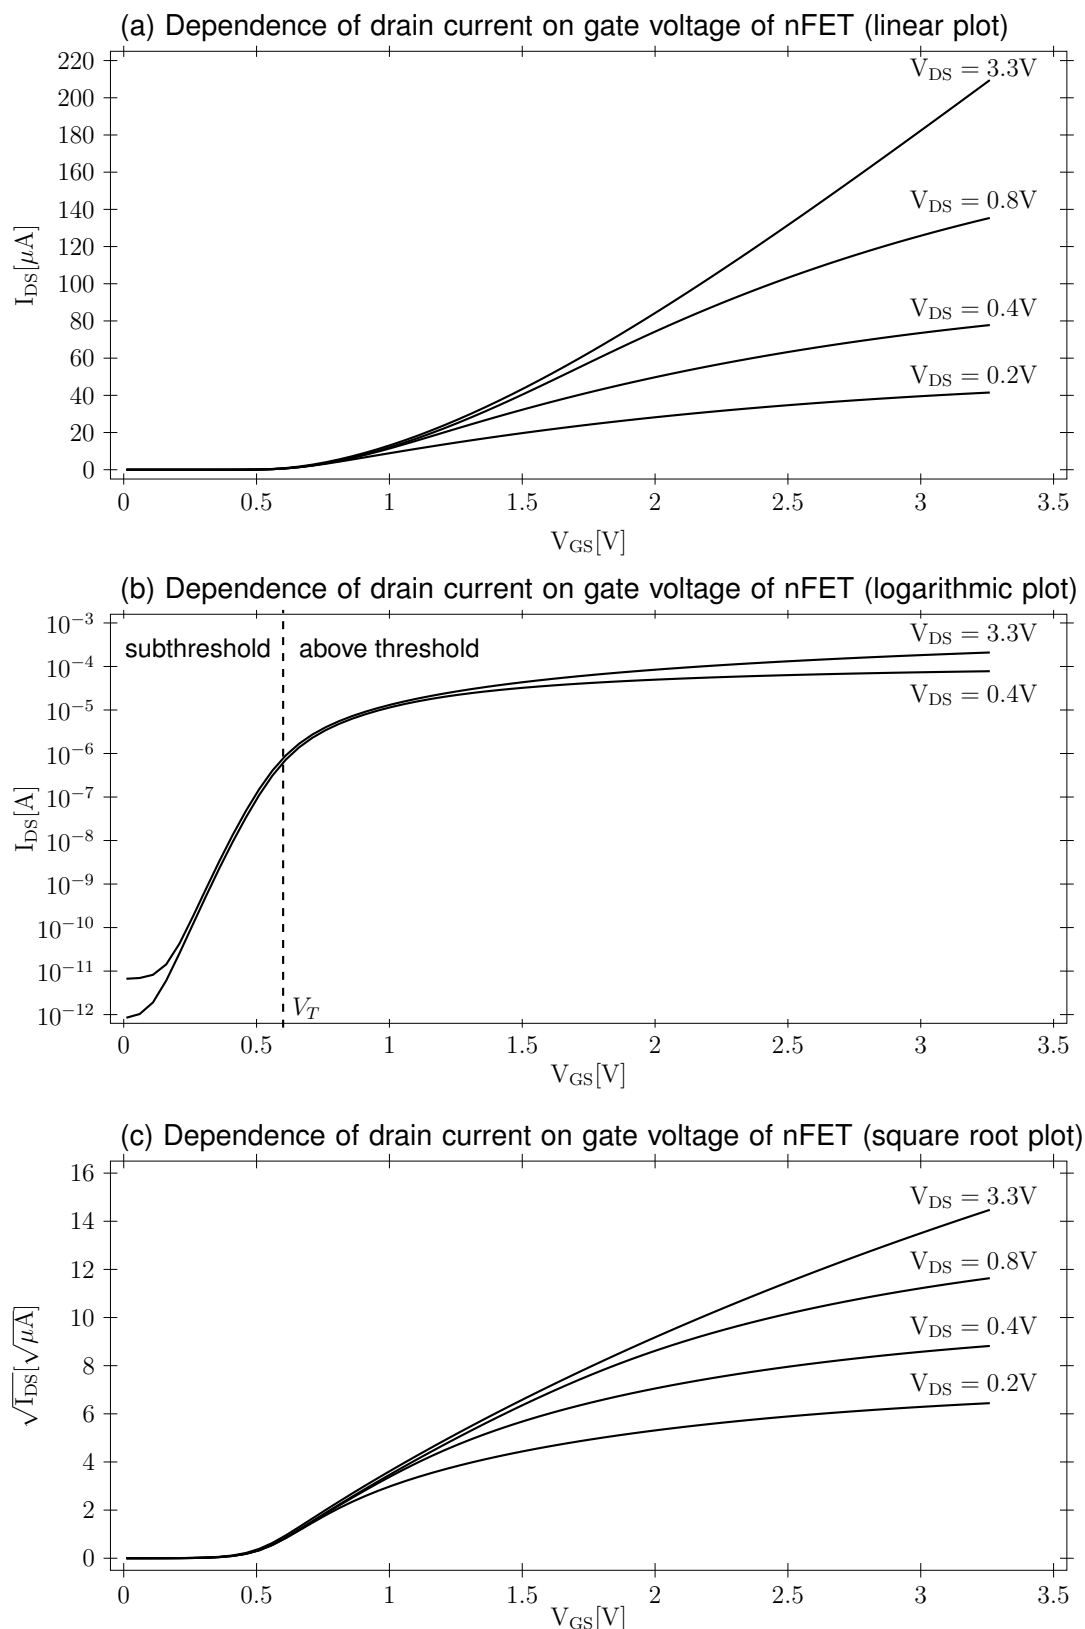 (a) Dependence of drain current on gate voltage of nFET (linear plot)
220
200
180
160
140
120
100
80
60
40
20
0
I_DS[μA]
V_DS = 3.3V
V_DS = 0.8V
V_DS = 0.4V
V_DS = 0.2V
0 0.5 1 1.5 2 2.5 3 3.5
V_GS[V]
(b) Dependence of drain current on gate voltage of nFET (logarithmic plot)
10^−3
10^−4
10^−5
10^−6
10^−7
10^−8
10^−9
10^−10
10^−11
10^−12
I_DS[A]
subthreshold above threshold
V_DS = 3.3V
V_DS = 0.4V
V_T
0 0.5 1 1.5 2 2.5 3 3.5
V_GS[V]
(c) Dependence of drain current on gate voltage of nFET (square root plot)
16
14
12
10
8
6
4
2
0
√I_DS[√μA]
V_DS = 3.3V
V_DS = 0.8V
V_DS = 0.4V
V_DS = 0.2V
0 0.5 1 1.5 2 2.5 3 3.5
V_GS[V]